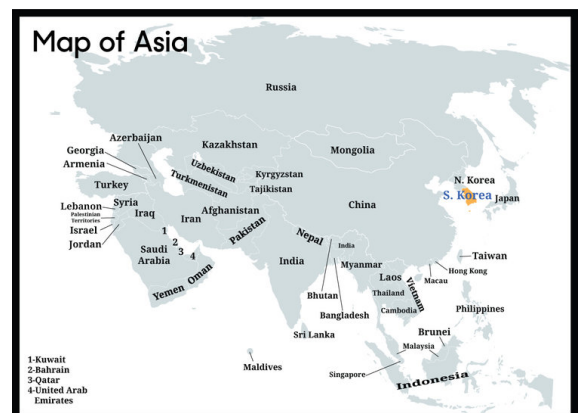 Map of Asia
Russia
Azerbaijan
Georgia
Armenia
Kazakhstan
Mongolia
Uzbekistan
Turkmenistan
Kyrgyzstan
Tajikistan
Turkey
N. Korea
S. Korea
Japan
Lebanon
Syria
Palestinian
Territories
Iraq
Iran
Afghanistan
China
Israel
Jordan
1
2
3
4
Pakistan
Nepal
India
Saudi
Arabia
India
Myanmar
Laos
Taiwan
Hong Kong
Macau
Yemen
Oman
Bhutan
Bangladesh
Thailand
Vietnam
Cambodia
Philippines
Sri Lanka
Brunei
Malaysia
Maldives
Singapore
Indonesia
1-Kuwait
2-Bahrain
3-Qatar
4-United Arab
Emirates